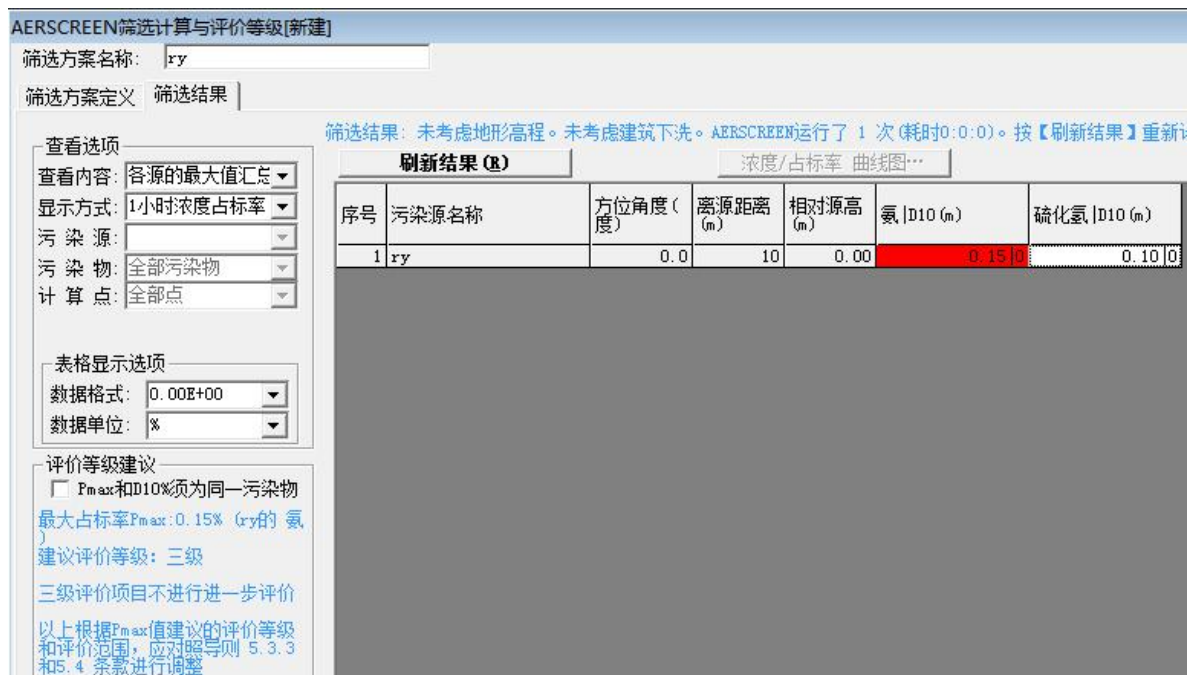 AERSCREEN筛选计算与评价等级[新建]
筛选方案名称: ry
筛选方案定义 筛选结果
筛选结果: 未考虑地形高程。未考虑建筑下洗。AERSCREEN运行了 1 次(耗时0:0:0)。按【刷新结果】重新
查看选项
查看内容: 各源的最大值汇总
显示方式: 1小时浓度占标率
污 染 源:
污 染 物: 全部污染物
计 算 点: 全部点
表格显示选项
数据格式: 0.00E+00
数据单位: %
评价等级建议
Pmax和D10%须为同一污染物
最大占标率Pmax:0.15% (ry的 氨
)
建议评价等级: 三级
三级评价项目不进行进一步评价
以上根据Pmax值建议的评价等级
和评价范围, 应对照导则 5.3.3
和5.4 条款进行调整
刷新结果(R) 浓度/占标率 曲线图…
序号 污染源名称 方位角度(度) 离源距离(m) 相对源高(m) 氨|D10(m) 硫化氢|D10(m)
1 ry 0.0 10 0.00 0.15|0 0.10|0